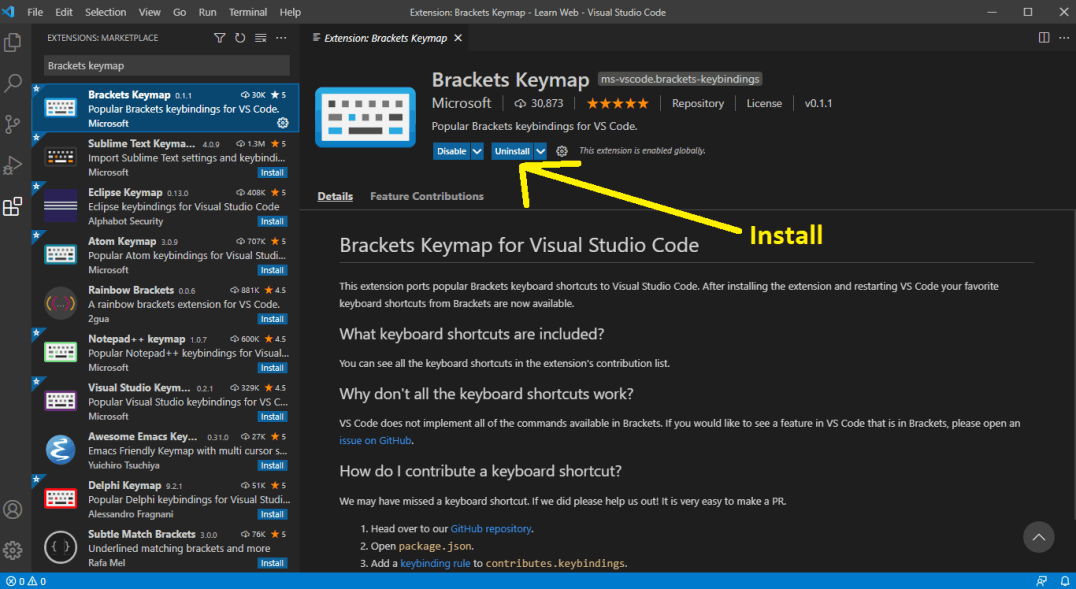 File Edit Selection View Go Run Terminal Help
Extension: Brackets Keymap - Learn Web - Visual Studio Code
EXTENSIONS: MARKETPLACE
Brackets keymap
Brackets Keymap 0.1.1 30K 5
Popular Brackets keybindings for VS Code.
Microsoft
Sublime Text Keyma... 4.0.9 1.3M 5
Import Sublime Text settings and keybindi...
Microsoft Install
Eclipse Keymap 0.13.0 408K 5
Eclipse keybindings for Visual Studio Code
Alphabot Security Install
Atom Keymap 3.0.9 707K 5
Popular Atom keybindings for Visual Studi...
Microsoft Install
Rainbow Brackets 0.0.6 881K 4.5
A rainbow brackets extension for VS Code.
2gua Install
Notepad++ keymap 1.0.7 600K 4.5
Popular Notepad++ keybindings for Visual...
Microsoft Install
Visual Studio Keym... 0.2.1 329K 4.5
Popular Visual Studio keybindings for VS C...
Microsoft Install
Awesome Emacs Key... 0.31.0 27K 5
Emacs Friendly Keymap with multi cursor s...
Yuichiro Tsuchiya Install
Delphi Keymap 9.2.1 51K 5
Popular Delphi keybindings for Visual Studi...
Alessandro Fragnani Install
Subtle Match Brackets 3.0.0 76K 5
Underlined matching brackets and more
Rafa Mel Install
Extension: Brackets Keymap
Brackets Keymap ms-vscode.brackets-keybindings
Microsoft 30,873 Repository License v0.1.1
Popular Brackets keybindings for VS Code.
Disable Uninstall This extension is enabled globally.
Install
Details Feature Contributions
Brackets Keymap for Visual Studio Code
This extension ports popular Brackets keyboard shortcuts to Visual Studio Code. After installing the extension and restarting VS Code your favorite
keyboard shortcuts from Brackets are now available.
What keyboard shortcuts are included?
You can see all the keyboard shortcuts in the extension's contribution list.
Why don't all the keyboard shortcuts work?
VS Code does not implement all of the commands available in Brackets. If you would like to see a feature in VS Code that is in Brackets, please open an
issue on GitHub.
How do I contribute a keyboard shortcut?
We may have missed a keyboard shortcut. If we did please help us out! It is very easy to make a PR.
1. Head over to our GitHub repository.
2. Open package.json.
3. Add a keybinding rule to contributes.keybindings.
0 0